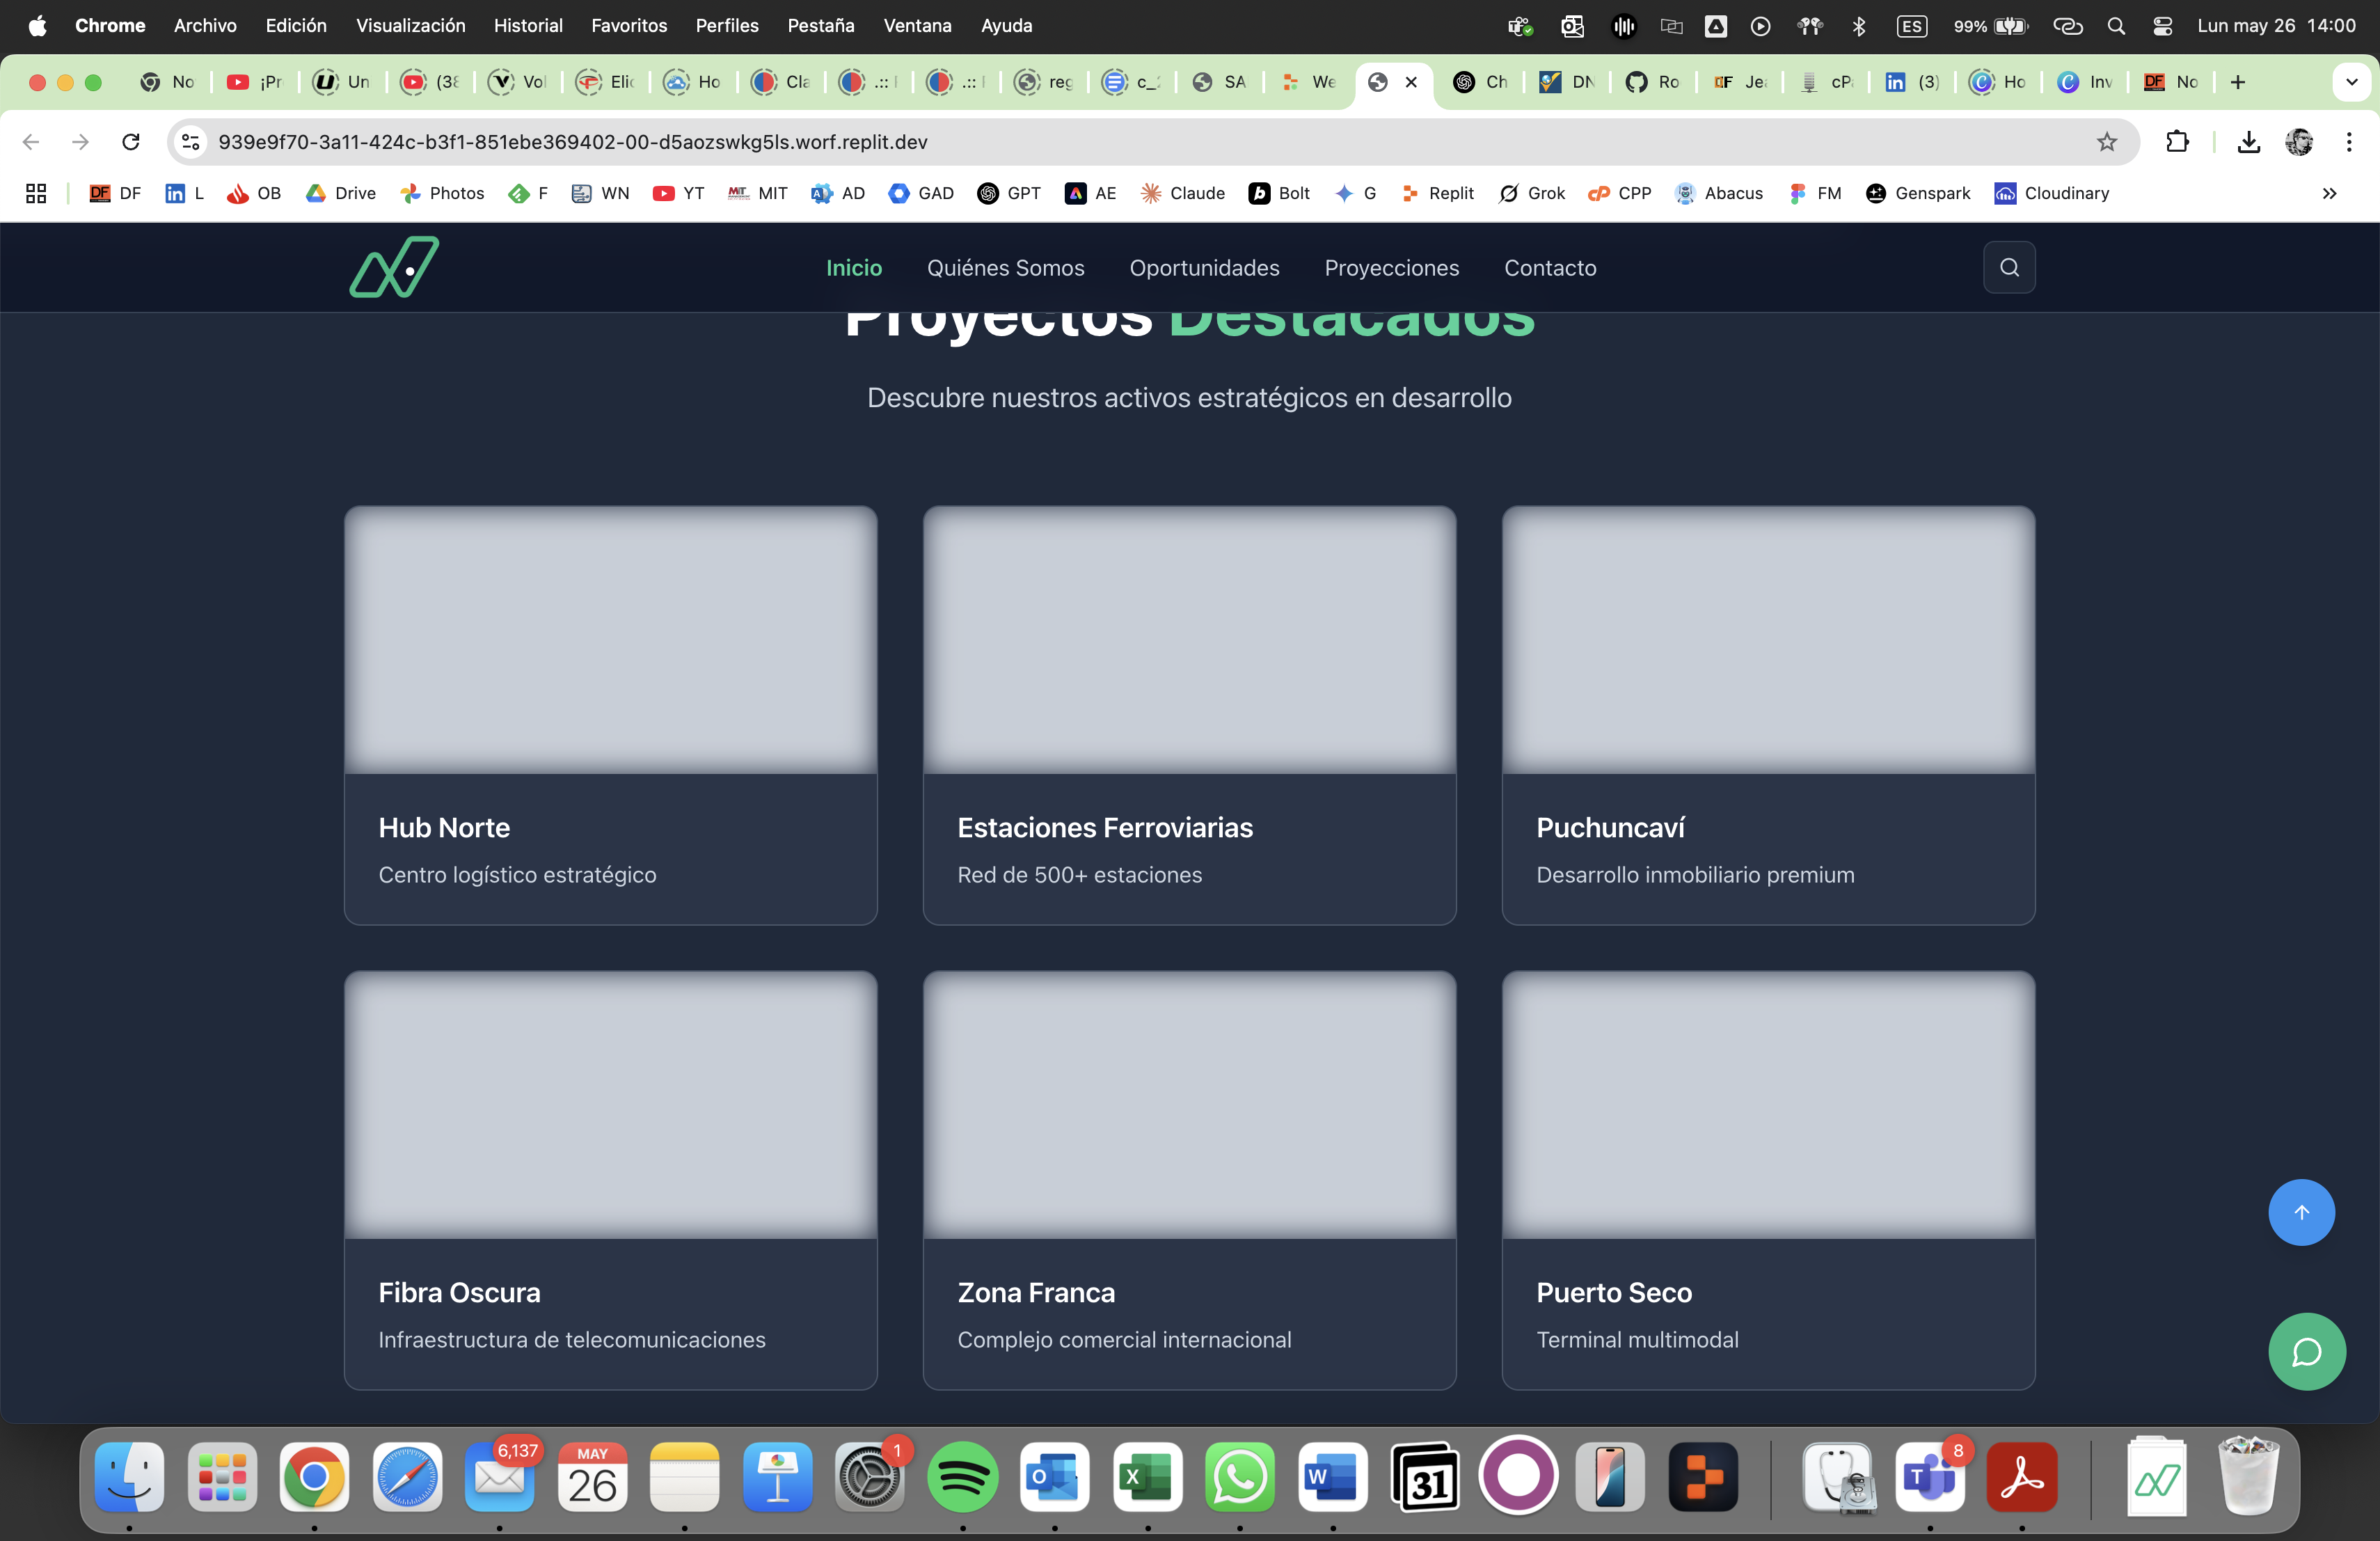 Chrome Archivo Edición Visualización Historial Favoritos Perfiles Pestaña Ventana Ayuda ES 99% Lun may 26 14:00
No ¡Pr Un (38 Vol Elic Ho Cla .:: .:: reg c_ SA We Ch DN Ro Jea cPa (3) Ho Inv No
939e9f70-3a11-424c-b3f1-851ebe369402-00-d5aozswkg5ls.worf.replit.dev
DF L OB Drive Photos F WN YT MIT AD GAD GPT AE Claude Bolt G Replit Grok CPP Abacus FM Genspark Cloudinary
Inicio Quiénes Somos Oportunidades Proyecciones Contacto
Proyectos Destacados
Descubre nuestros activos estratégicos en desarrollo
Hub Norte
Centro logístico estratégico
Estaciones Ferroviarias
Red de 500+ estaciones
Puchuncaví
Desarrollo inmobiliario premium
Fibra Oscura
Infraestructura de telecomunicaciones
Zona Franca
Complejo comercial internacional
Puerto Seco
Terminal multimodal
6,137 MAY 26 1 31 8